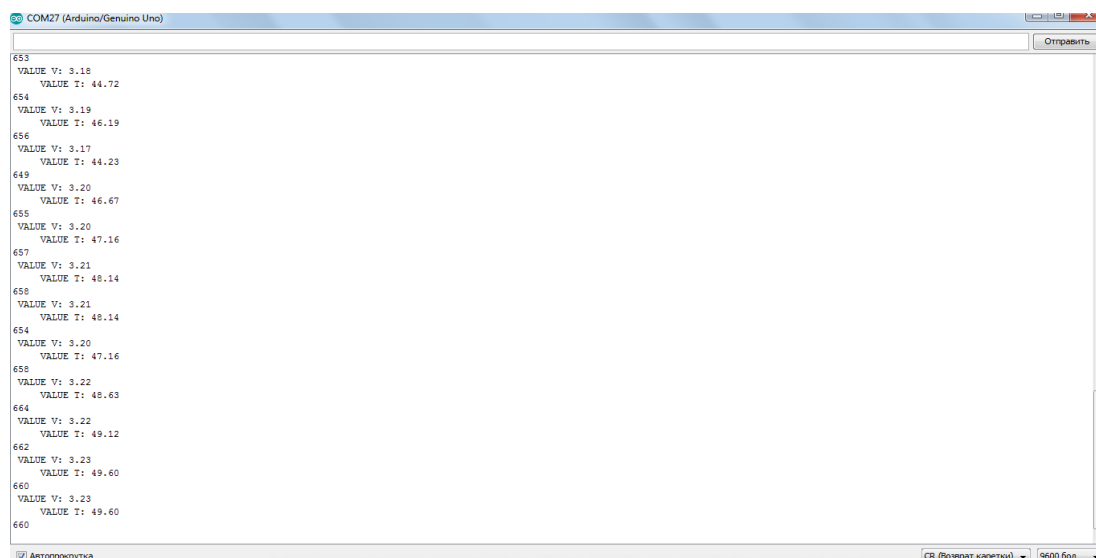 COM27 (Arduino/Genuino Uno)
Отправить
653
VALUE V: 3.18
VALUE T: 44.72
654
VALUE V: 3.19
VALUE T: 46.19
656
VALUE V: 3.17
VALUE T: 44.23
649
VALUE V: 3.20
VALUE T: 46.67
655
VALUE V: 3.20
VALUE T: 47.16
657
VALUE V: 3.21
VALUE T: 48.14
658
VALUE V: 3.21
VALUE T: 48.14
654
VALUE V: 3.20
VALUE T: 47.16
658
VALUE V: 3.22
VALUE T: 48.63
664
VALUE V: 3.22
VALUE T: 49.12
662
VALUE V: 3.23
VALUE T: 49.60
660
VALUE V: 3.23
VALUE T: 49.60
660
Автопрокрутка
CR (Возврат каретки)
9600 бод